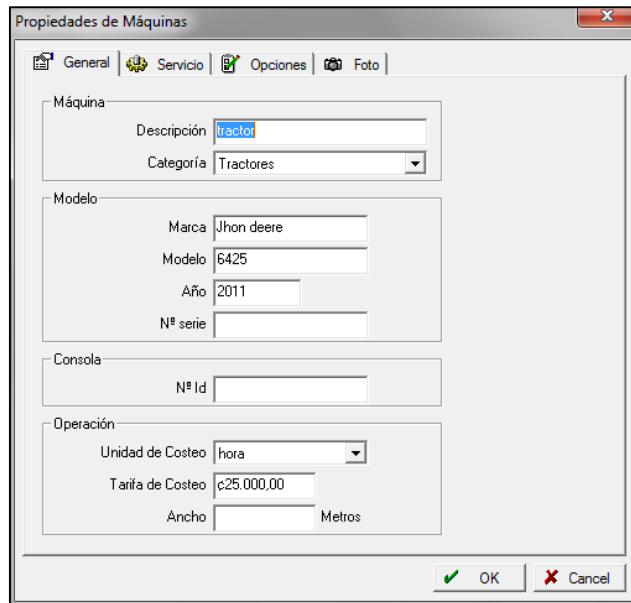 Propiedades de Máquinas
General Servicio Opciones Foto
Máquina
Descripción tractor
Categoría Tractores
Modelo
Marca Jhon deere
Modelo 6425
Año 2011
Nº serie
Consola
Nº Id
Operación
Unidad de Costeo hora
Tarifa de Costeo ¢25.000,00
Ancho Metros
OK Cancel